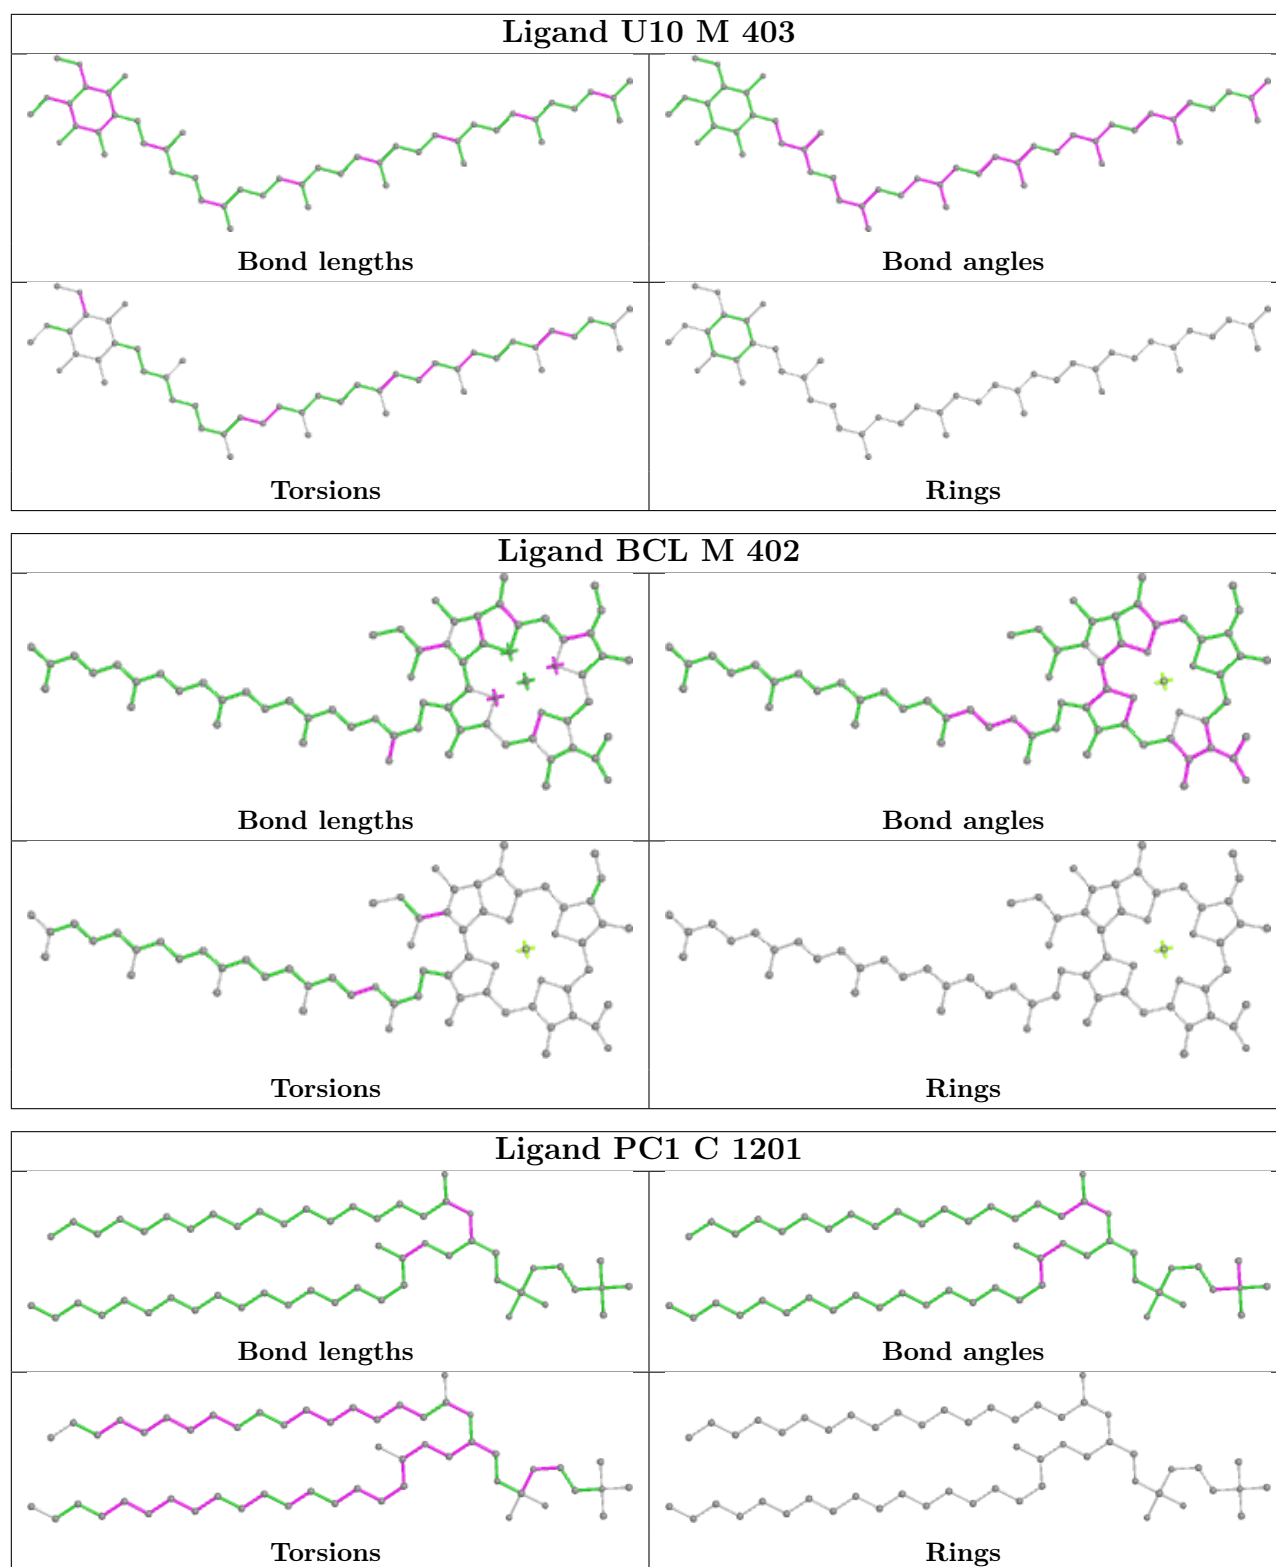 Ligand U10 M 403
Bond lengths
Bond angles
Torsions
Rings
Ligand BCL M 402
Bond lengths
Bond angles
Torsions
Rings
Ligand PC1 C 1201
Bond lengths
Bond angles
Torsions
Rings